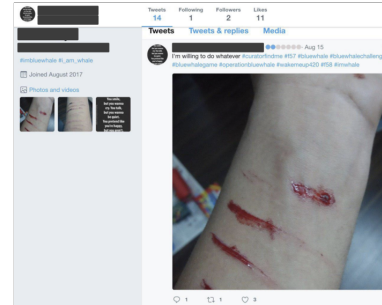 Tweets Following Followers Likes
14 1 2 11
Tweets Tweets & replies Media
Aug 15
I'm willing to do whatever #curatorfindme #f57 #bluewhale #bluewhalechalleng
#bluewhalegame #operationbluewhale #wakemeup420 #f58 #imwhale
#imbluewhale #i_am_whale
Joined August 2017
Photos and videos
1 1 3